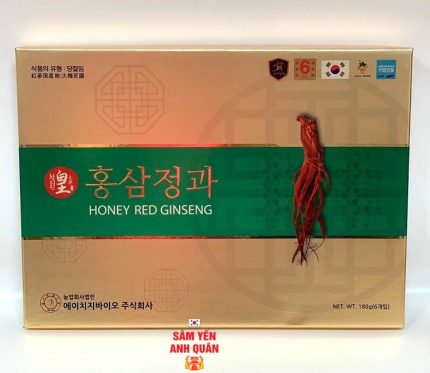 식품의 유형 : 당절임
6
皇
홍삼정과
HONEY RED GINSENG
농업회사법인
에이치지바이오 주식회사
NET. WT. 180g(6개입)
SÂM YẾN
ANH QUÂN